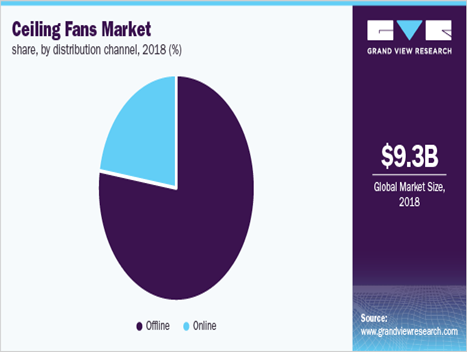 Ceiling Fans Market
share, by distribution channel, 2018 (%)
GRAND VIEW RESEARCH
$9.3B
Global Market Size,
2018
Offline
Online
Source:
www.grandviewresearch.com